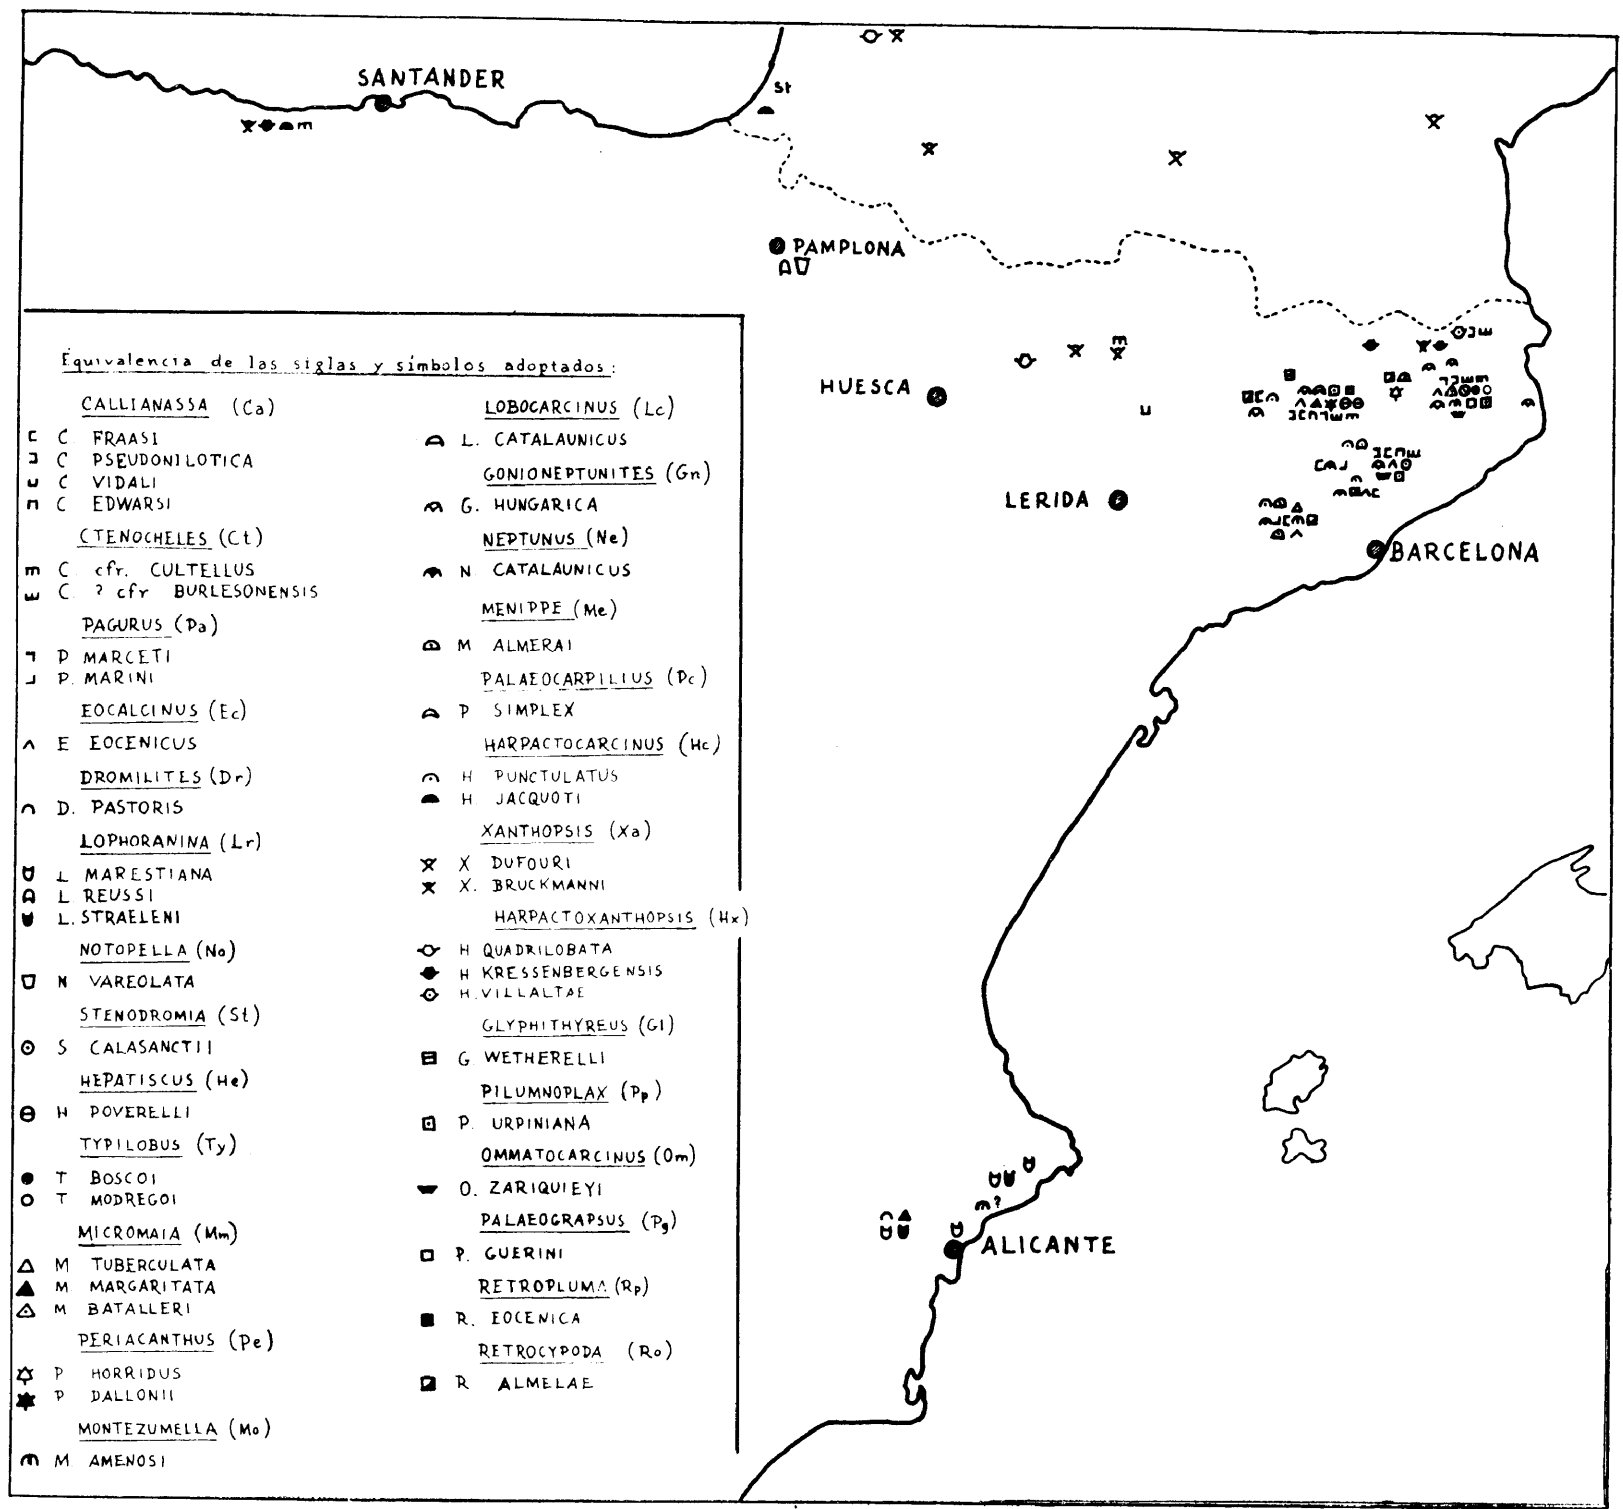 SANTANDER
St
PAMPLONA
HUESCA
LERIDA
BARCELONA
?
ALICANTE
Equivalencia de las siglas y símbolos adoptados:
CALLIANASSA (Ca)
C FRAASI
C PSEUDONILOTICA
C VIDALI
C EDWARSI
CTENOCHELES (Ct)
C. cfr. CULTELLUS
C. ? cfr BURLESONENSIS
PAGURUS (Pa)
P MARCETI
P. MARINI
EOCALCINUS (Ec)
E EOCENICUS
DROMILITES (Dr)
D. PASTORIS
LOPHORANINA (Lr)
L MARESTIANA
L REUSSI
L. STRAELENI
NOTOPELLA (No)
N VAREOLATA
STENODROMIA (St)
S CALASANCTII
HEPATISCUS (He)
H POVERELLI
TYPILOBUS (Ty)
T BOSCOI
T MODREGOI
MICROMAIA (Mm)
M TUBERCULATA
M. MARGARITATA
M BATALLERI
PERIACANTHUS (Pe)
P HORRIDUS
P DALLONII
MONTEZUMELLA (Mo)
M AMENOSI
LOBOCARCINUS (Lc)
L. CATALAUNICUS
GONIONEPTUNITES (Gn)
G. HUNGARICA
NEPTUNUS (Ne)
N CATALAUNICUS
MENIPPE (Me)
M ALMERAI
PALAEOCARPILIUS (Pc)
P SIMPLEX
HARPACTOCARCINUS (Hc)
H PUNCTULATUS
H JACQUOTI
XANTHOPSIS (Xa)
X DUFOURI
X. BRUCKMANNI
HARPACTOXANTHOPSIS (Hx)
H QUADRILOBATA
H KRESSENBERGENSIS
H. VILLALTAE
GLYPHITHYREUS (Gl)
G WETHERELLI
PILUMNOPLAX (Pp)
P. URPINIANA
OMMATOCARCINUS (Om)
O. ZARIQUIEYI
PALAEOGRAPSUS (Pg)
P. GUERINI
RETROPLUMA (Rp)
R. EOCENICA
RETROCYPODA (Ro)
R ALMELAE